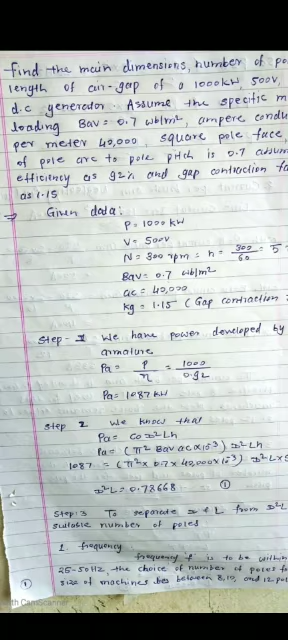 Find the main dimensions, number of po
length of air-gap of a 1000kW, 500V,
d.c generator. Assume the specific m
loading Bav = 0.7 wb/m², ampere condu
per meter 40,000, square pole face,
of pole arc to pole pitch is 0.7 assum
efficiency as 92% and gap contraction fa
as 1.15
⇒ Given data:
P = 1000 kW
V = 500V
N = 300 rpm = n = 300/60 = 5
Bav = 0.7 wb/m²
ac = 40,000
kg = 1.15 ( Gap contraction
Step - I We have power developed by
armature
Pa = P/η = 1000/0.92
Pa = 1087 kW
Step 2 We know that
Pa = Co D²Ln
Pa = (π² Bav ac x 10⁻³) D²Ln
1087 = (π² x 0.7 x 40,000 x 10⁻³) D²L x 5
D²L = 0.78668 ①
Step:3 To separate D & L from D²L
suitable number of poles
1. frequency
frequency f is to be within
25-50Hz, the choice of number of poles fo
size of machines lies between 8,10, and 12 pol
①
th CamScanner